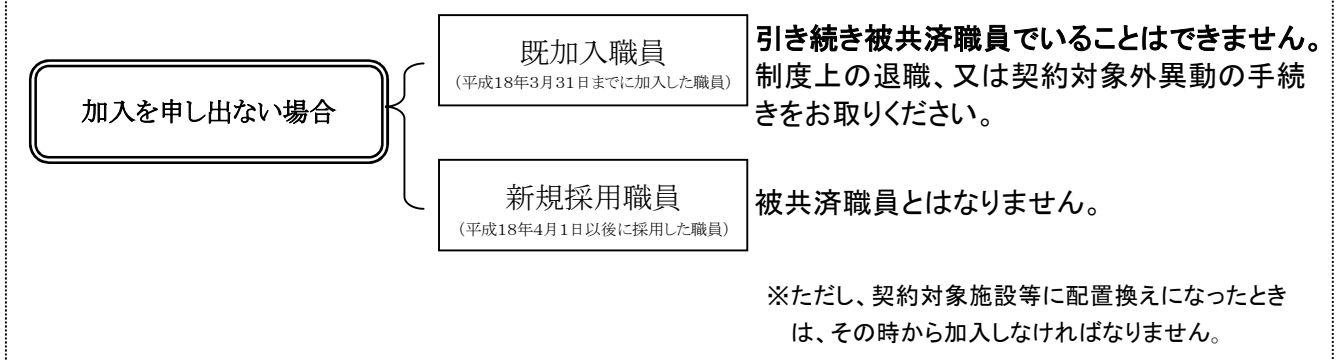 加入を申し出ない場合
既加入職員
(平成18年3月31日までに加入した職員)
引き続き被共済職員でいることはできません。
制度上の退職、又は契約対象外異動の手続
きをお取りください。
新規採用職員
(平成18年4月1日以後に採用した職員)
被共済職員とはなりません。
※ただし、契約対象施設等に配置換えになったとき
は、その時から加入しなければなりません。